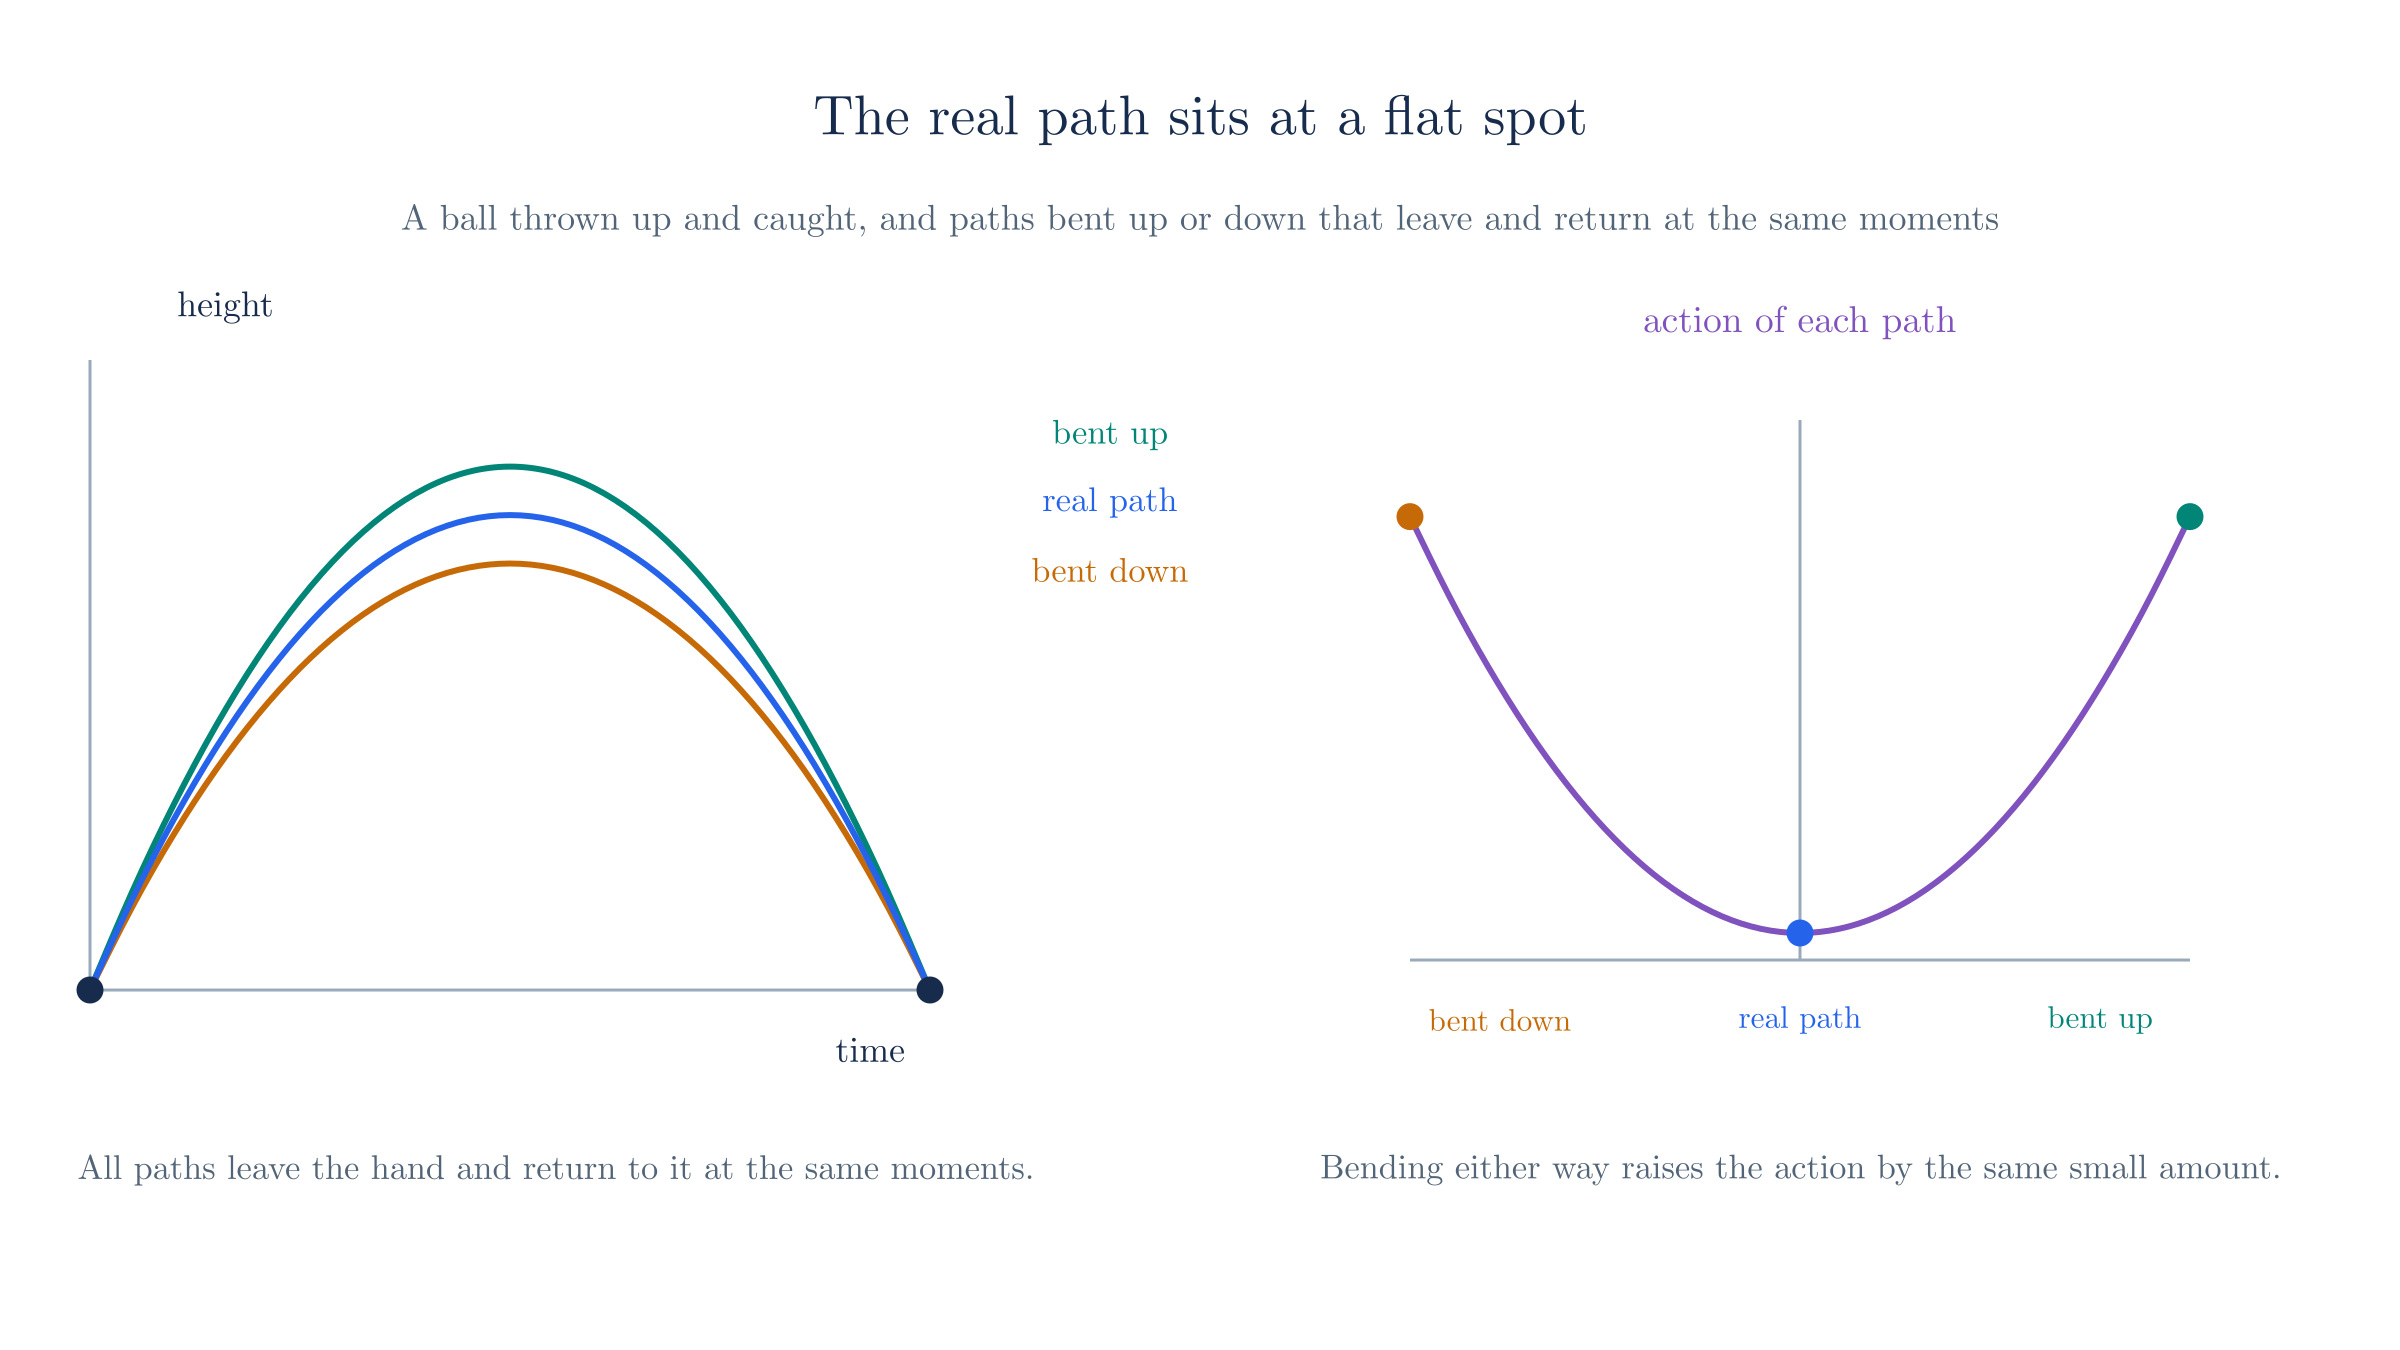 The real path sits at a flat spot
A ball thrown up and caught, and paths bent up or down that leave and return at the same moments
height
time
bent up
real path
bent down
All paths leave the hand and return to it at the same moments.
action of each path
bent down
real path
bent up
Bending either way raises the action by the same small amount.